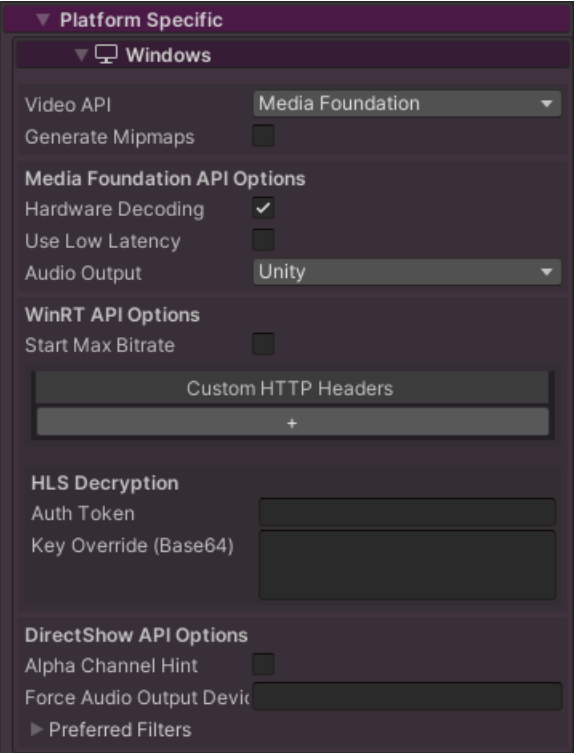 Platform Specific
Windows
Video API Media Foundation
Generate Mipmaps
Media Foundation API Options
Hardware Decoding
Use Low Latency
Audio Output Unity
WinRT API Options
Start Max Bitrate
Custom HTTP Headers
+
HLS Decryption
Auth Token
Key Override (Base64)
DirectShow API Options
Alpha Channel Hint
Force Audio Output Devic
Preferred Filters